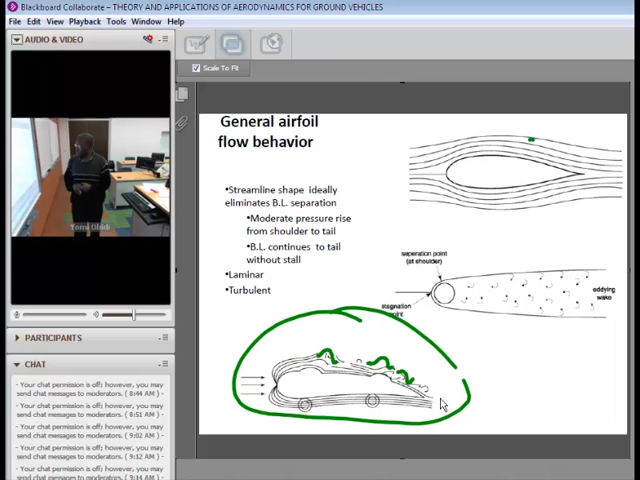 Blackboard Collaborate – THEORY AND APPLICATIONS OF AERODYNAMICS FOR GROUND VEHICLES
File Edit View Playback Tools Window Help
AUDIO & VIDEO
Scale To Fit
General airfoil
flow behavior
•Streamline shape ideally
eliminates B.L. separation
•Moderate pressure rise
from shoulder to tail
•B.L. continues to tail
without stall
•Laminar
•Turbulent
seperation point
(at shoulder)
stagnation
point
eddying
wake
PARTICIPANTS
CHAT
- Your chat permission is off; however, you may
send chat messages to moderators. ( 8:44 AM ) -
- Your chat permission is off; however, you may
send chat messages to moderators. ( 8:51 AM ) -
- Your chat permission is off; however, you may
send chat messages to moderators. ( 9:02 AM ) -
- Your chat permission is off; however, you may
send chat messages to moderators. ( 9:12 AM ) -
- Your chat permission is off; however, you may
send chat messages to moderators. ( 9:14 AM ) -